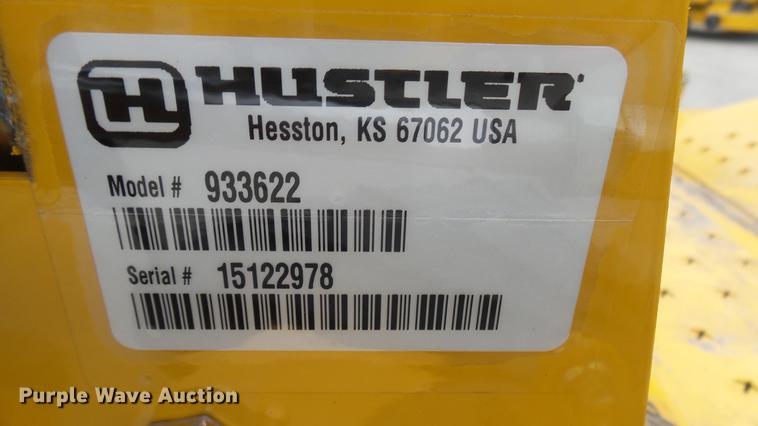 H HUSTLER
Hesston, KS 67062 USA
Model # 933622
Serial # 15122978
Purple Wave Auction